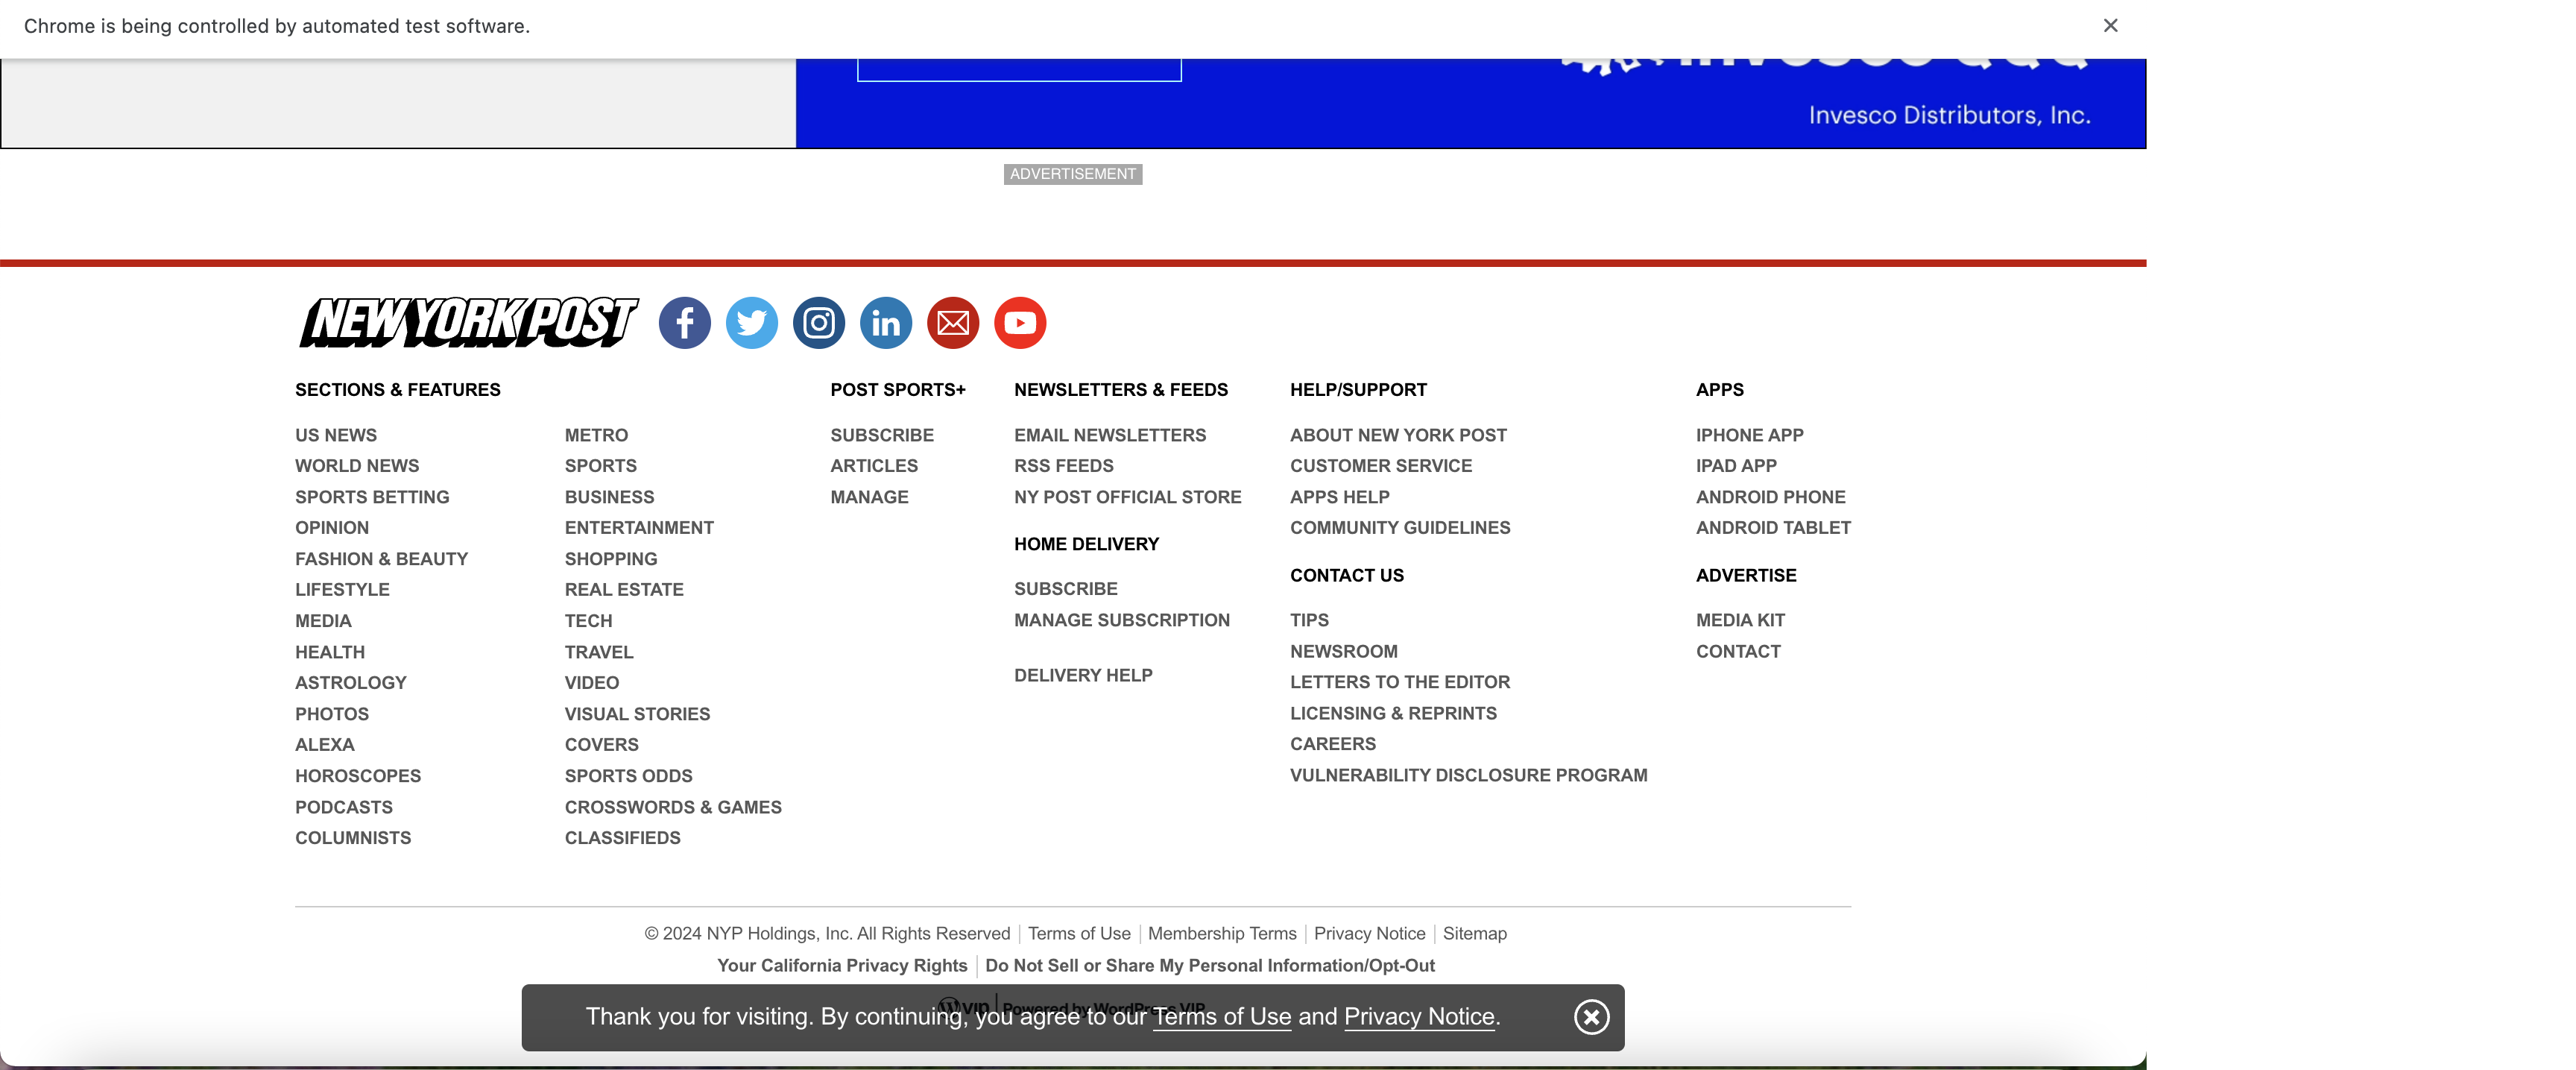 Chrome is being controlled by automated test software.
Invesco QQQ
Invesco Distributors, Inc.
ADVERTISEMENT
NEW YORK POST
SECTIONS & FEATURES
US NEWS
WORLD NEWS
SPORTS BETTING
OPINION
FASHION & BEAUTY
LIFESTYLE
MEDIA
HEALTH
ASTROLOGY
PHOTOS
ALEXA
HOROSCOPES
PODCASTS
COLUMNISTS
METRO
SPORTS
BUSINESS
ENTERTAINMENT
SHOPPING
REAL ESTATE
TECH
TRAVEL
VIDEO
VISUAL STORIES
COVERS
SPORTS ODDS
CROSSWORDS & GAMES
CLASSIFIEDS
POST SPORTS+
SUBSCRIBE
ARTICLES
MANAGE
NEWSLETTERS & FEEDS
EMAIL NEWSLETTERS
RSS FEEDS
NY POST OFFICIAL STORE
HOME DELIVERY
SUBSCRIBE
MANAGE SUBSCRIPTION
DELIVERY HELP
HELP/SUPPORT
ABOUT NEW YORK POST
CUSTOMER SERVICE
APPS HELP
COMMUNITY GUIDELINES
CONTACT US
TIPS
NEWSROOM
LETTERS TO THE EDITOR
LICENSING & REPRINTS
CAREERS
VULNERABILITY DISCLOSURE PROGRAM
APPS
IPHONE APP
IPAD APP
ANDROID PHONE
ANDROID TABLET
ADVERTISE
MEDIA KIT
CONTACT
© 2024 NYP Holdings, Inc. All Rights Reserved | Terms of Use | Membership Terms | Privacy Notice | Sitemap
Your California Privacy Rights | Do Not Sell or Share My Personal Information/Opt-Out
VIP | Powered by WordPress VIP
Thank you for visiting. By continuing, you agree to our Terms of Use and Privacy Notice.